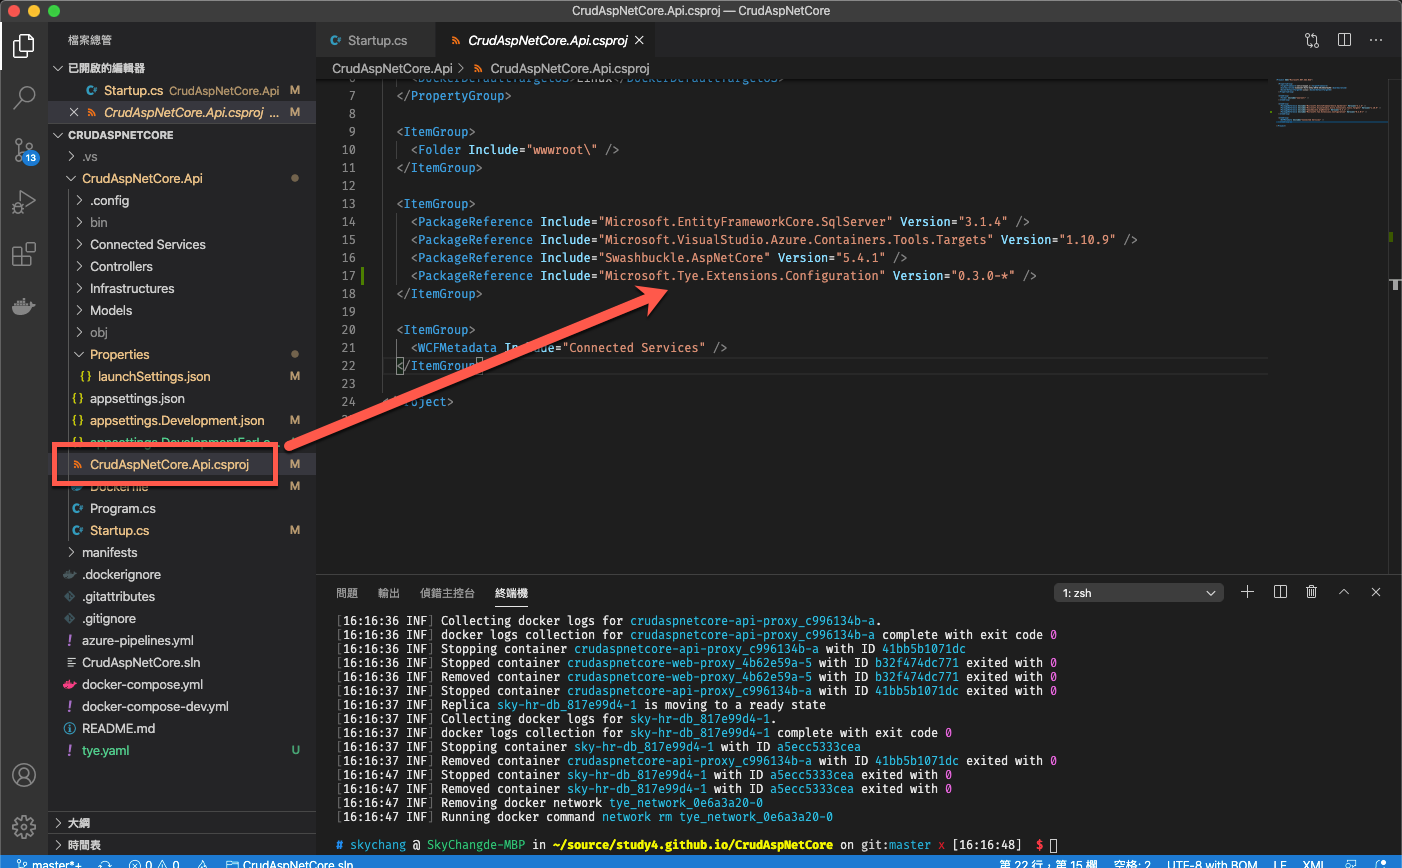 CrudAspNetCore.Api.csproj — CrudAspNetCore
檔案總管
已開啟的編輯器
Startup.cs CrudAspNetCore.Api M
CrudAspNetCore.Api.csproj ... M
CRUDASPNETCORE
.vs
CrudAspNetCore.Api
.config
bin
Connected Services
Controllers
Infrastructures
Models
obj
Properties
launchSettings.json M
appsettings.json
appsettings.Development.json M
appsettings.DevelopmentForLo...
CrudAspNetCore.Api.csproj M
Dockerfile M
Program.cs
Startup.cs M
manifests
.dockerignore
.gitattributes
.gitignore
azure-pipelines.yml
CrudAspNetCore.sln
docker-compose.yml
docker-compose-dev.yml
README.md
tye.yaml U
大綱
時間表
Startup.cs
CrudAspNetCore.Api.csproj
CrudAspNetCore.Api > CrudAspNetCore.Api.csproj
6 <DockerDefaultTargetOS>Linux</DockerDefaultTargetOS>
7 </PropertyGroup>
8
9 <ItemGroup>
10 <Folder Include="wwwroot\" />
11 </ItemGroup>
12
13 <ItemGroup>
14 <PackageReference Include="Microsoft.EntityFrameworkCore.SqlServer" Version="3.1.4" />
15 <PackageReference Include="Microsoft.VisualStudio.Azure.Containers.Tools.Targets" Version="1.10.9" />
16 <PackageReference Include="Swashbuckle.AspNetCore" Version="5.4.1" />
17 <PackageReference Include="Microsoft.Tye.Extensions.Configuration" Version="0.3.0-*" />
18 </ItemGroup>
19
20 <ItemGroup>
21 <WCFMetadata Include="Connected Services" />
22 </ItemGroup>
23
24 </Project>
問題 輸出 偵錯主控台 終端機
1: zsh
[16:16:36 INF] Collecting docker logs for crudaspnetcore-api-proxy_c996134b-a.
[16:16:36 INF] docker logs collection for crudaspnetcore-api-proxy_c996134b-a complete with exit code 0
[16:16:36 INF] Stopping container crudaspnetcore-api-proxy_c996134b-a with ID 41bb5b1071dc
[16:16:36 INF] Stopped container crudaspnetcore-web-proxy_4b62e59a-5 with ID b32f474dc771 exited with 0
[16:16:36 INF] Removed container crudaspnetcore-web-proxy_4b62e59a-5 with ID b32f474dc771 exited with 0
[16:16:37 INF] Stopped container crudaspnetcore-api-proxy_c996134b-a with ID 41bb5b1071dc exited with 0
[16:16:37 INF] Replica sky-hr-db_817e99d4-1 is moving to a ready state
[16:16:37 INF] Collecting docker logs for sky-hr-db_817e99d4-1.
[16:16:37 INF] docker logs collection for sky-hr-db_817e99d4-1 complete with exit code 0
[16:16:37 INF] Stopping container sky-hr-db_817e99d4-1 with ID a5ecc5333cea
[16:16:37 INF] Removed container crudaspnetcore-api-proxy_c996134b-a with ID 41bb5b1071dc exited with 0
[16:16:47 INF] Stopped container sky-hr-db_817e99d4-1 with ID a5ecc5333cea exited with 0
[16:16:47 INF] Removed container sky-hr-db_817e99d4-1 with ID a5ecc5333cea exited with 0
[16:16:47 INF] Removing docker network tye_network_0e6a3a20-0
[16:16:47 INF] Running docker command network rm tye_network_0e6a3a20-0
# skychang @ SkyChangde-MBP in ~/source/study4.github.io/CrudAspNetCore on git:master x [16:16:48] $
13
master*+ 0 0 CrudAspNetCore.sln 第 22 行，第 15 欄 空格: 2 UTF-8 with BOM LF XML